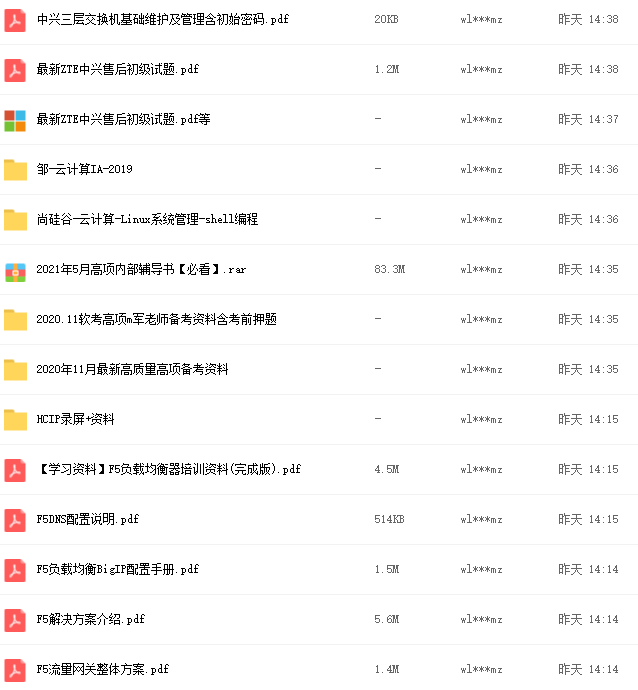 中兴三层交换机基础维护及管理含初始密码.pdf 20KB wl***mz 昨天 14:38
最新ZTE中兴售后初级试题.pdf 1.2M wl***mz 昨天 14:38
最新ZTE中兴售后初级试题.pdf等 - wl***mz 昨天 14:37
邹-云计算IA-2019 - wl***mz 昨天 14:36
尚硅谷-云计算-Linux系统管理-shell编程 - wl***mz 昨天 14:36
2021年5月高项内部辅导书【必看】.rar 83.3M wl***mz 昨天 14:35
2020.11软考高项m军老师备考资料含考前押题 - wl***mz 昨天 14:35
2020年11月最新高质量高项备考资料 - wl***mz 昨天 14:35
HCIP录屏+资料 - wl***mz 昨天 14:15
【学习资料】F5负载均衡器培训资料(完成版).pdf 4.5M wl***mz 昨天 14:15
F5DNS配置说明.pdf 514KB wl***mz 昨天 14:15
F5负载均衡BigIP配置手册.pdf 1.5M wl***mz 昨天 14:14
F5解决方案介绍.pdf 5.6M wl***mz 昨天 14:14
F5流量网关整体方案.pdf 1.4M wl***mz 昨天 14:14